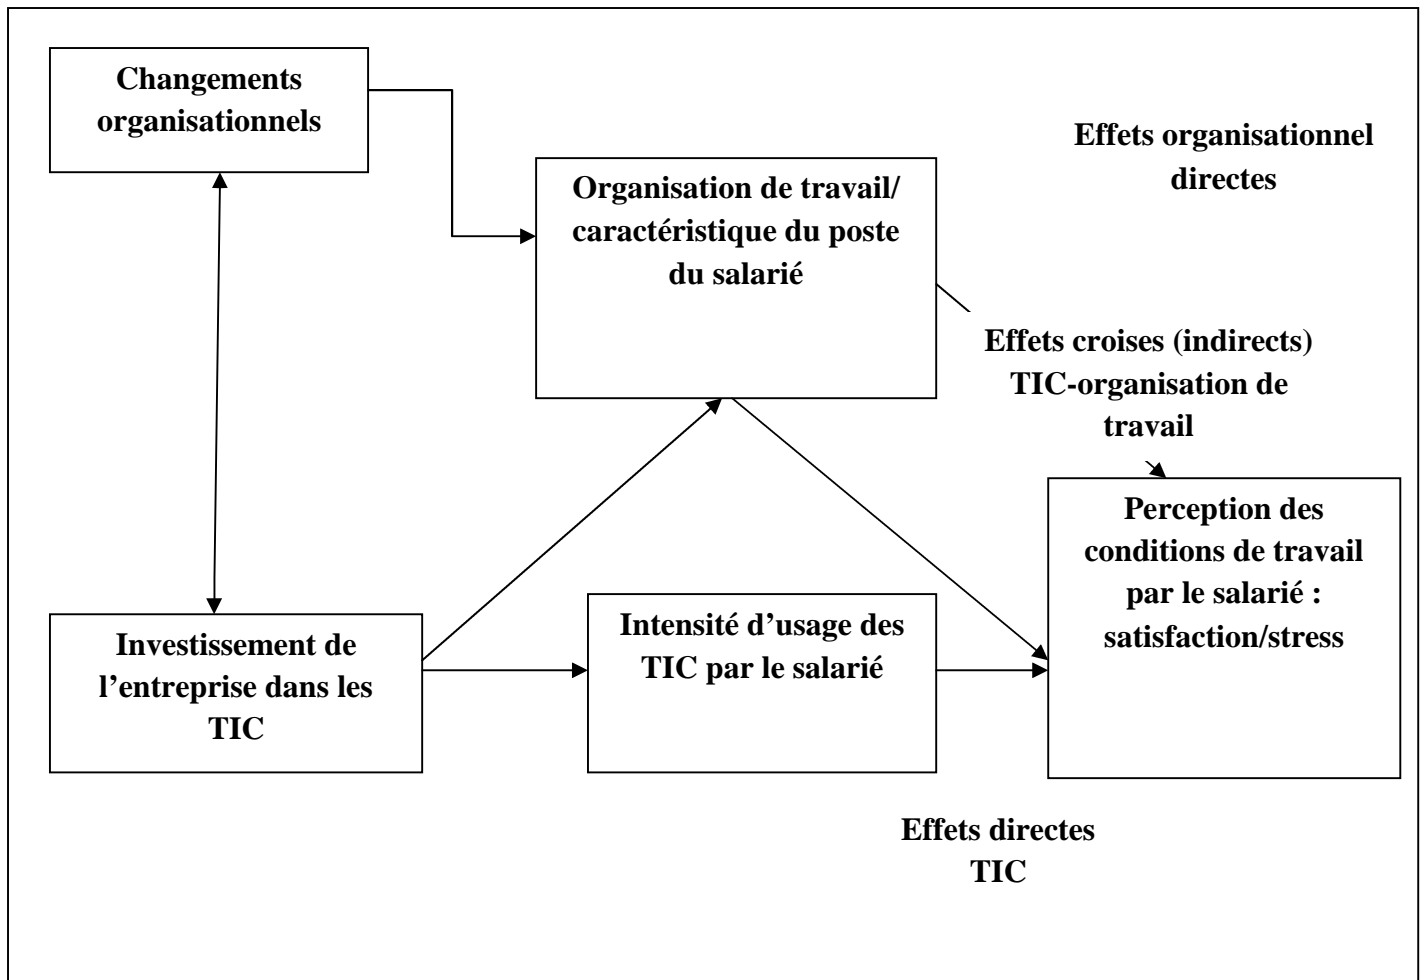 Changements
organisationnels
Effets organisationnel
directes
Organisation de travail/
caractéristique du poste
du salarié
Effets croises (indirects)
TIC-organisation de
travail
Perception des
conditions de travail
par le salarié :
satisfaction/stress
Investissement de
l’entreprise dans les
TIC
Intensité d’usage des
TIC par le salarié
Effets directes
TIC